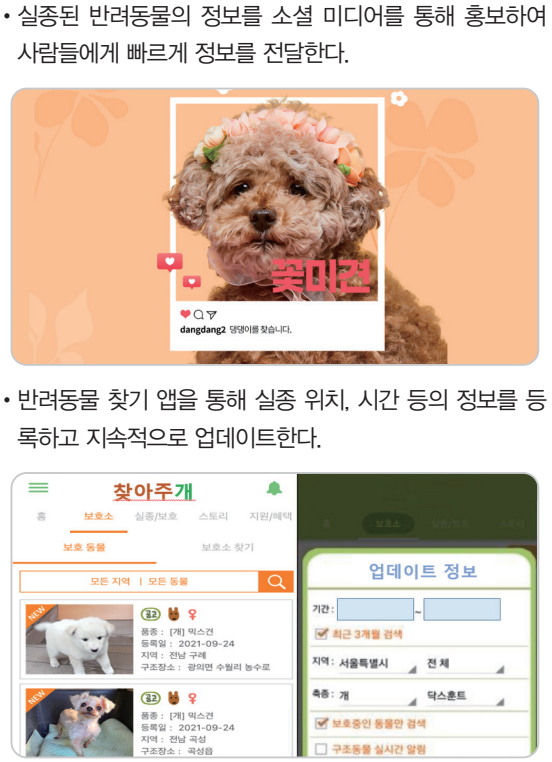 • 실종된 반려동물의 정보를 소셜 미디어를 통해 홍보하여
사람들에게 빠르게 정보를 전달한다.
꽃미견
dangdang2 댕댕이를 찾습니다.
• 반려동물 찾기 앱을 통해 실종 위치, 시간 등의 정보를 등
록하고 지속적으로 업데이트한다.
찾아주개
홈 보호소 실종/보호 스토리 지원/혜택
보호 동물 보호소 찾기
모든 지역 | 모든 동물
NEW
공고
품종 : [개] 믹스견
등록일 : 2021-09-24
지역 : 전남 구례
구조장소 : 광의면 수월리 농수로
NEW
공고
품종 : [개] 믹스견
등록일 : 2021-09-24
지역 : 전남 곡성
구조장소 : 곡성읍
홈 보호소 실종/보호 스토리
업데이트 정보
기간 : ~
최근 3개월 검색
지역 : 서울특별시 전 체
축종 : 개 닥스훈트
보호중인 동물만 검색
구조동물 실시간 알림